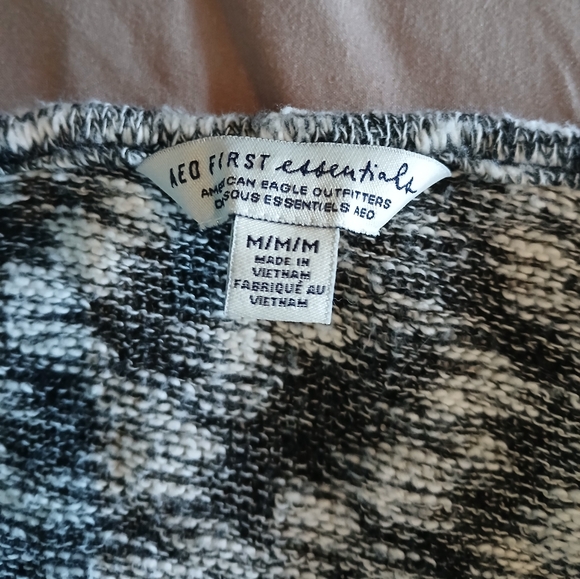 AEO FIRST essentials
AMERICAN EAGLE OUTFITTERS
DESSOUS ESSENTIELS AEO
M/M/M
MADE IN
VIETNAM
FABRIQUÉ AU
VIETNAM